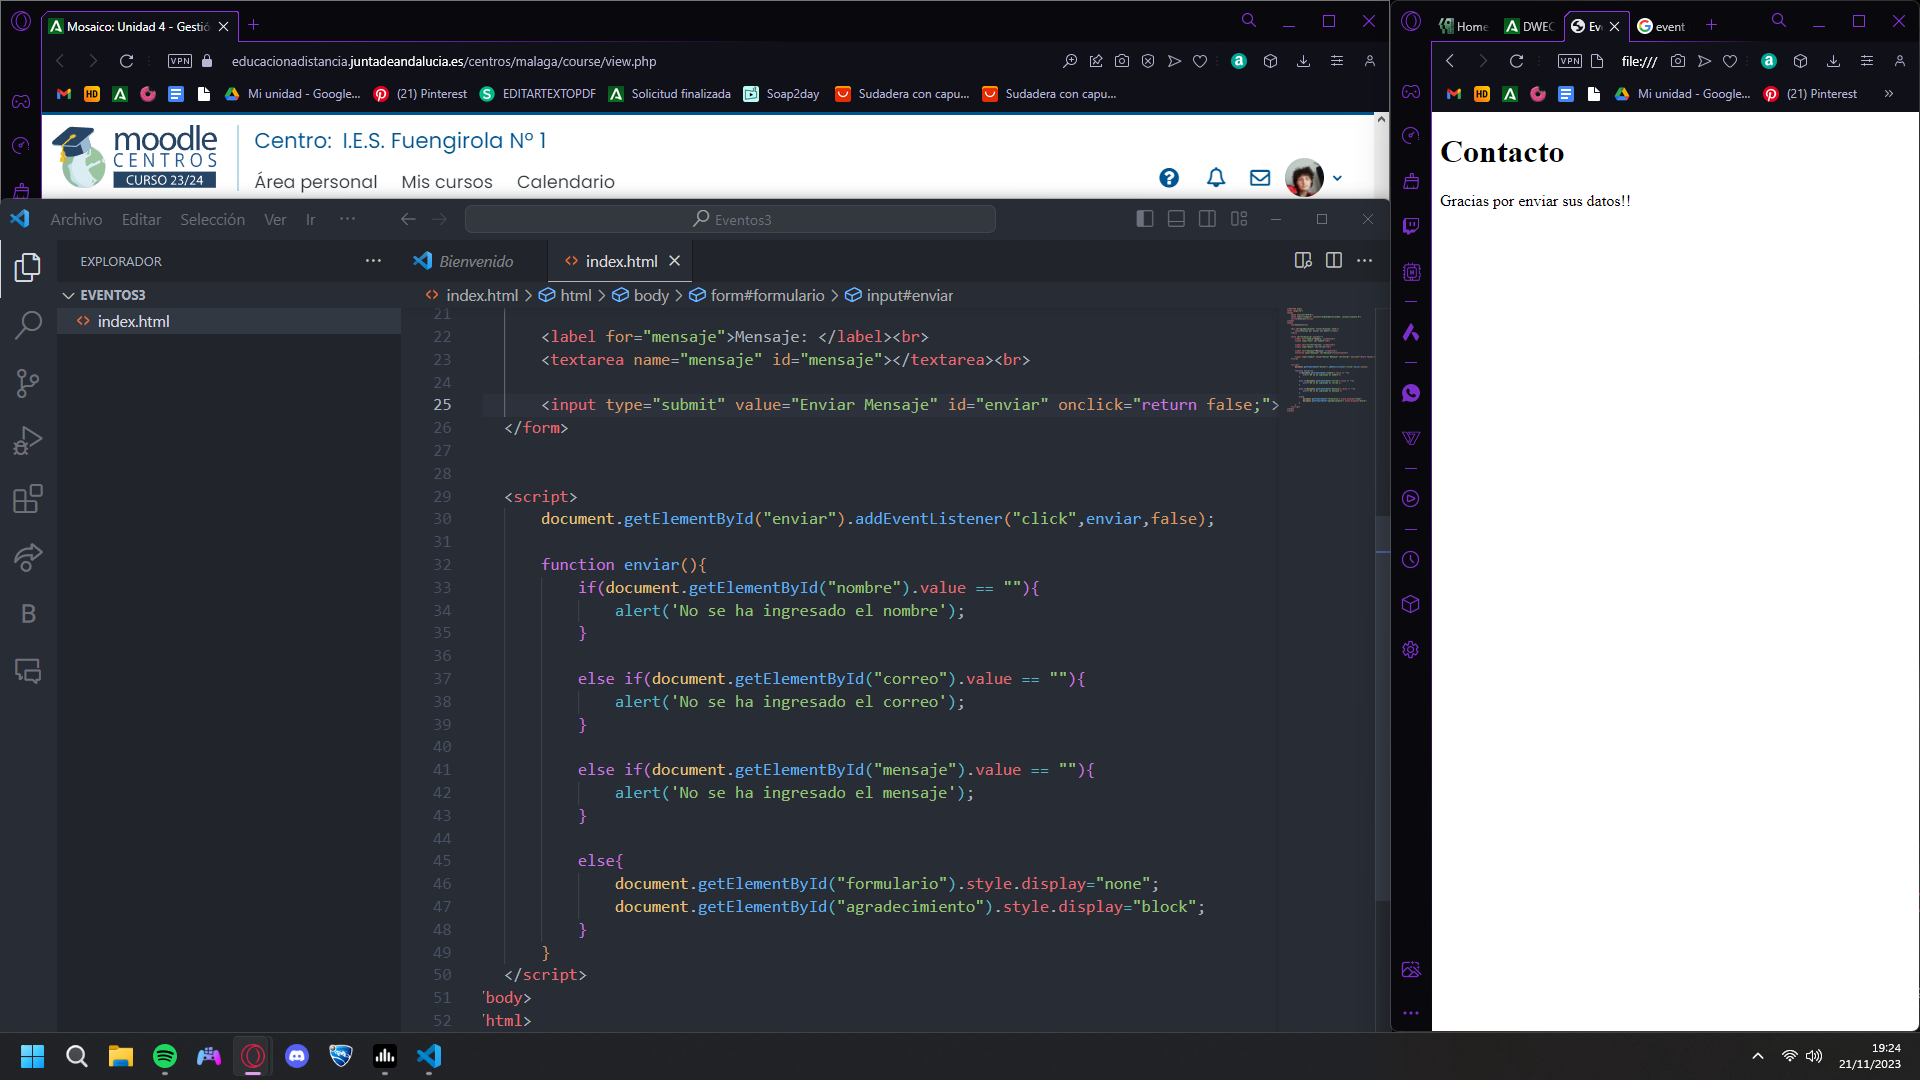 Mosaico: Unidad 4 - Gestió
VPN
educacionadistancia.juntadeandalucia.es/centros/malaga/course/view.php
HD
Mi unidad - Google...
(21) Pinterest
EDITARTEXTOPDF
Solicitud finalizada
Soap2day
Sudadera con capu...
Sudadera con capu...
moodle
CENTROS
CURSO 23/24
Centro: I.E.S. Fuengirola Nº 1
Área personal
Mis cursos
Calendario
Archivo
Editar
Selección
Ver
Ir
Eventos3
EXPLORADOR
EVENTOS3
index.html
Bienvenido
index.html
index.html > html > body > form#formulario > input#enviar
21
22 <label for="mensaje">Mensaje: </label><br>
23 <textarea name="mensaje" id="mensaje"></textarea><br>
24
25 <input type="submit" value="Enviar Mensaje" id="enviar" onclick="return false;">
26 </form>
27
28
29 <script>
30 document.getElementById("enviar").addEventListener("click",enviar,false);
31
32 function enviar(){
33 if(document.getElementById("nombre").value == ""){
34 alert('No se ha ingresado el nombre');
35 }
36
37 else if(document.getElementById("correo").value == ""){
38 alert('No se ha ingresado el correo');
39 }
40
41 else if(document.getElementById("mensaje").value == ""){
42 alert('No se ha ingresado el mensaje');
43 }
44
45 else{
46 document.getElementById("formulario").style.display="none";
47 document.getElementById("agradecimiento").style.display="block";
48 }
49 }
50 </script>
51 /body>
52 /html>
Home
DWEC
Ev
event
VPN
file:///
HD
Mi unidad - Google...
(21) Pinterest
Contacto
Gracias por enviar sus datos!!
19:24
21/11/2023